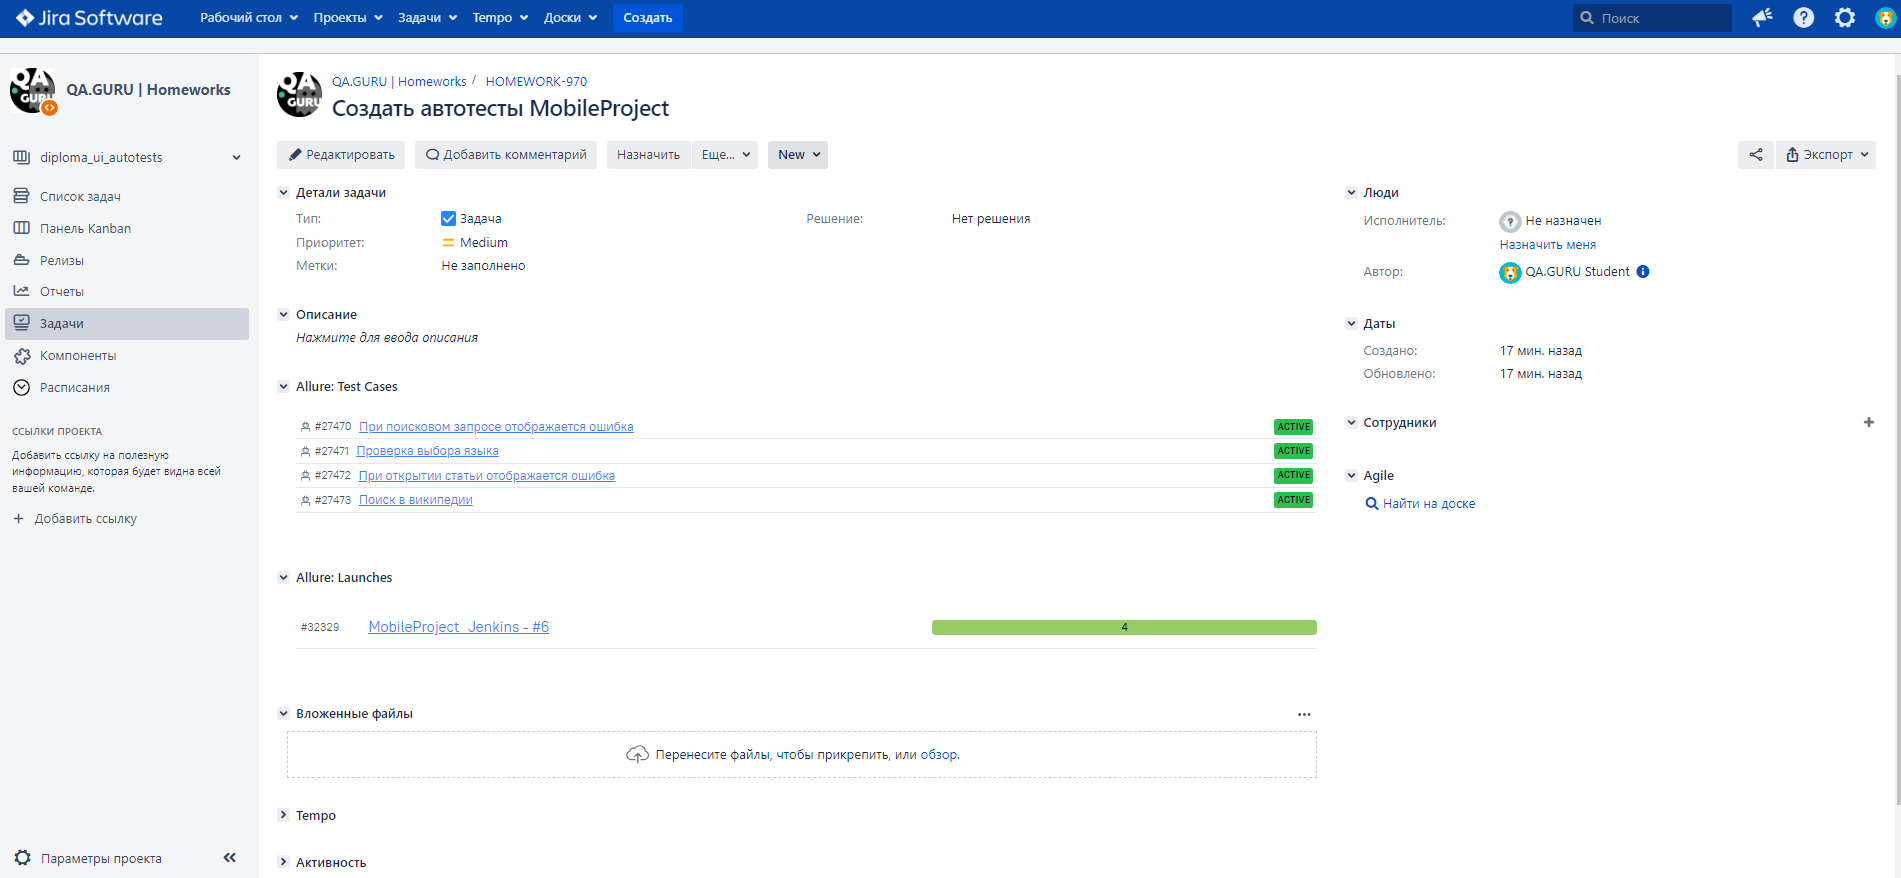 Jira Software
Рабочий стол Проекты Задачи Tempo Доски Создать Поиск
QA.GURU | Homeworks
diploma_ui_autotests
Список задач
Панель Kanban
Релизы
Отчеты
Задачи
Компоненты
Расписания
ССЫЛКИ ПРОЕКТА
Добавить ссылку на полезную
информацию, которая будет видна всей
вашей команде.
+ Добавить ссылку
Параметры проекта
QA
GURU
QA
GURU
QA.GURU | Homeworks / HOMEWORK-970
Создать автотесты MobileProject
Редактировать Добавить комментарий Назначить Еще... New Экспорт
Детали задачи
Тип: Задача Решение: Нет решения
Приоритет: Medium
Метки: Не заполнено
Описание
Нажмите для ввода описания
Allure: Test Cases
#27470 При поисковом запросе отображается ошибка ACTIVE
#27471 Проверка выбора языка ACTIVE
#27472 При открытии статьи отображается ошибка ACTIVE
#27473 Поиск в википедии ACTIVE
Allure: Launches
#32329 MobileProject_Jenkins - #6 4
Вложенные файлы ...
Перенесите файлы, чтобы прикрепить, или обзор.
Tempo
Активность
Люди
Исполнитель: Не назначен
Назначить меня
Автор: QA.GURU Student
Даты
Создано: 17 мин. назад
Обновлено: 17 мин. назад
Сотрудники +
Agile
Найти на доске